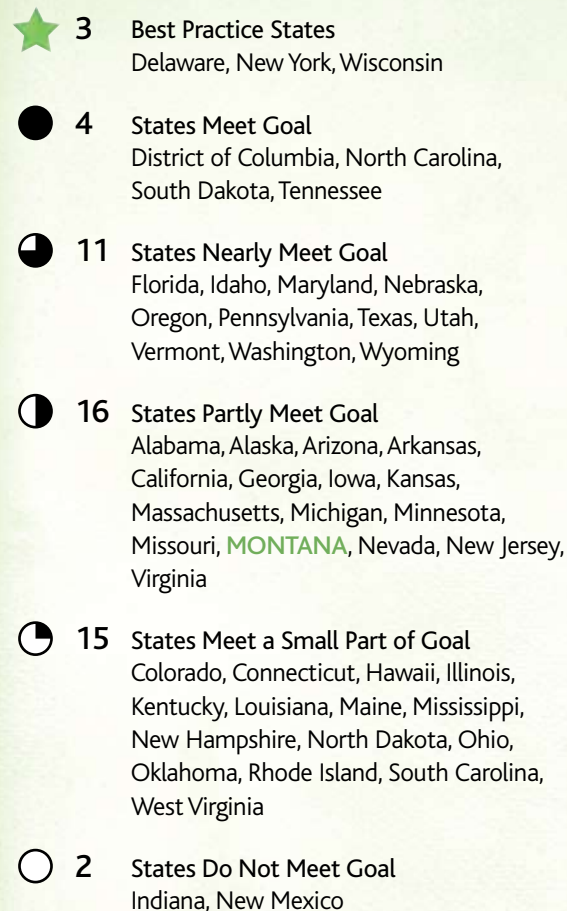 3 Best Practice States
Delaware, New York, Wisconsin
4 States Meet Goal
District of Columbia, North Carolina,
South Dakota, Tennessee
11 States Nearly Meet Goal
Florida, Idaho, Maryland, Nebraska,
Oregon, Pennsylvania, Texas, Utah,
Vermont, Washington, Wyoming
16 States Partly Meet Goal
Alabama, Alaska, Arizona, Arkansas,
California, Georgia, Iowa, Kansas,
Massachusetts, Michigan, Minnesota,
Missouri, MONTANA, Nevada, New Jersey,
Virginia
15 States Meet a Small Part of Goal
Colorado, Connecticut, Hawaii, Illinois,
Kentucky, Louisiana, Maine, Mississippi,
New Hampshire, North Dakota, Ohio,
Oklahoma, Rhode Island, South Carolina,
West Virginia
2 States Do Not Meet Goal
Indiana, New Mexico